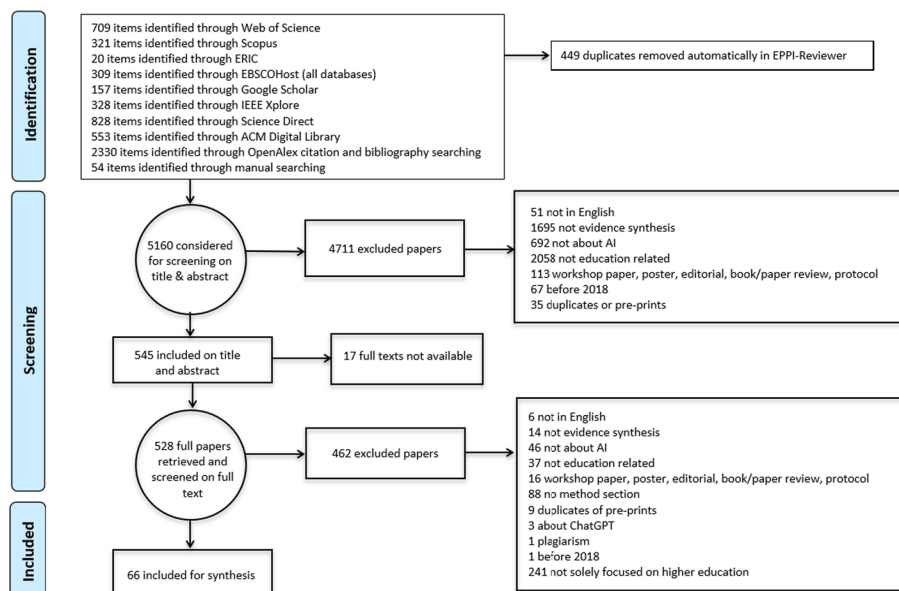 Identification
709 items identified through Web of Science
321 items identified through Scopus
20 items identified through ERIC
309 items identified through EBSCOHost (all databases)
157 items identified through Google Scholar
328 items identified through IEEE Xplore
828 items identified through Science Direct
553 items identified through ACM Digital Library
2330 items identified through OpenAlex citation and bibliography searching
54 items identified through manual searching
449 duplicates removed automatically in EPPI-Reviewer
Screening
5160 considered
for screening on
title & abstract
4711 excluded papers
51 not in English
1695 not evidence synthesis
692 not about AI
2058 not education related
113 workshop paper, poster, editorial, book/paper review, protocol
67 before 2018
35 duplicates or pre-prints
545 included on title
and abstract
17 full texts not available
528 full papers
retrieved and
screened on full
text
462 excluded papers
6 not in English
14 not evidence synthesis
46 not about AI
37 not education related
16 workshop paper, poster, editorial, book/paper review, protocol
88 no method section
9 duplicates of pre-prints
3 about ChatGPT
1 plagiarism
1 before 2018
241 not solely focused on higher education
Included
66 included for synthesis